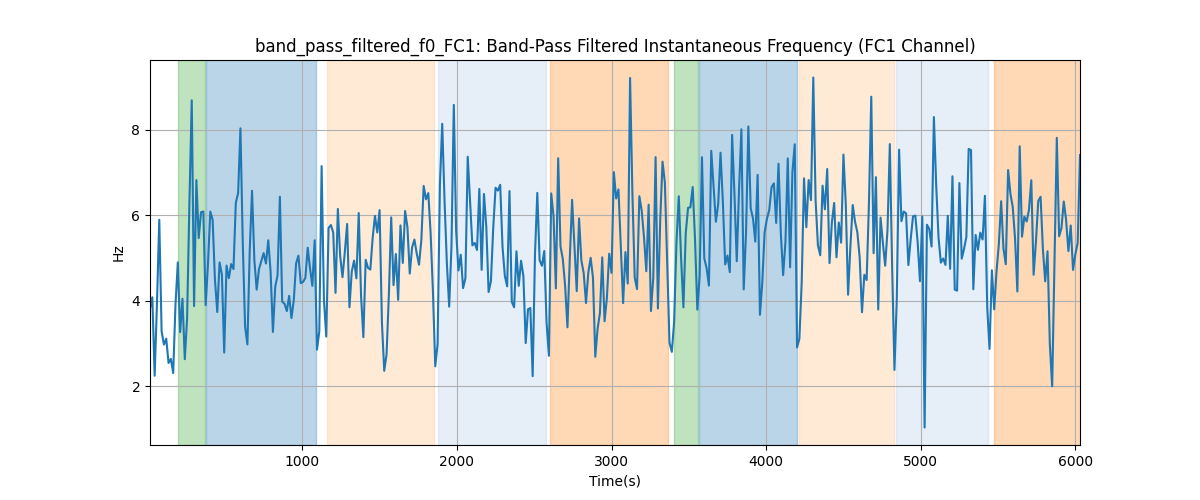 band_pass_filtered_f0_FC1: Band-Pass Filtered Instantaneous Frequency (FC1 Channel)
8
6
4
2
Hz
1000 2000 3000 4000 5000 6000
Time(s)